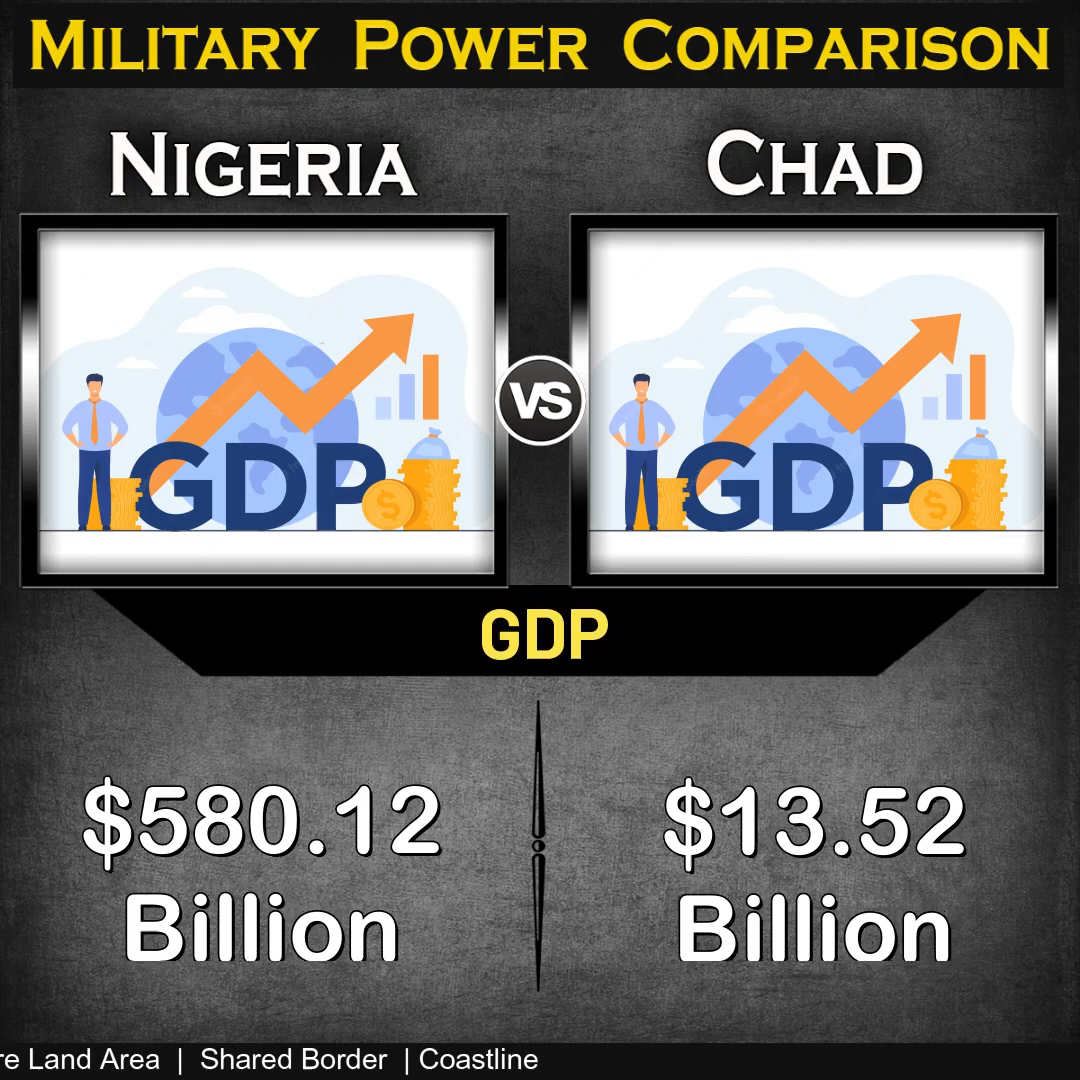 Military Power Comparison
Nigeria
Chad
GDP
GDP
VS
GDP
$580.12
Billion
$13.52
Billion
Land Area | Shared Border | Coastline